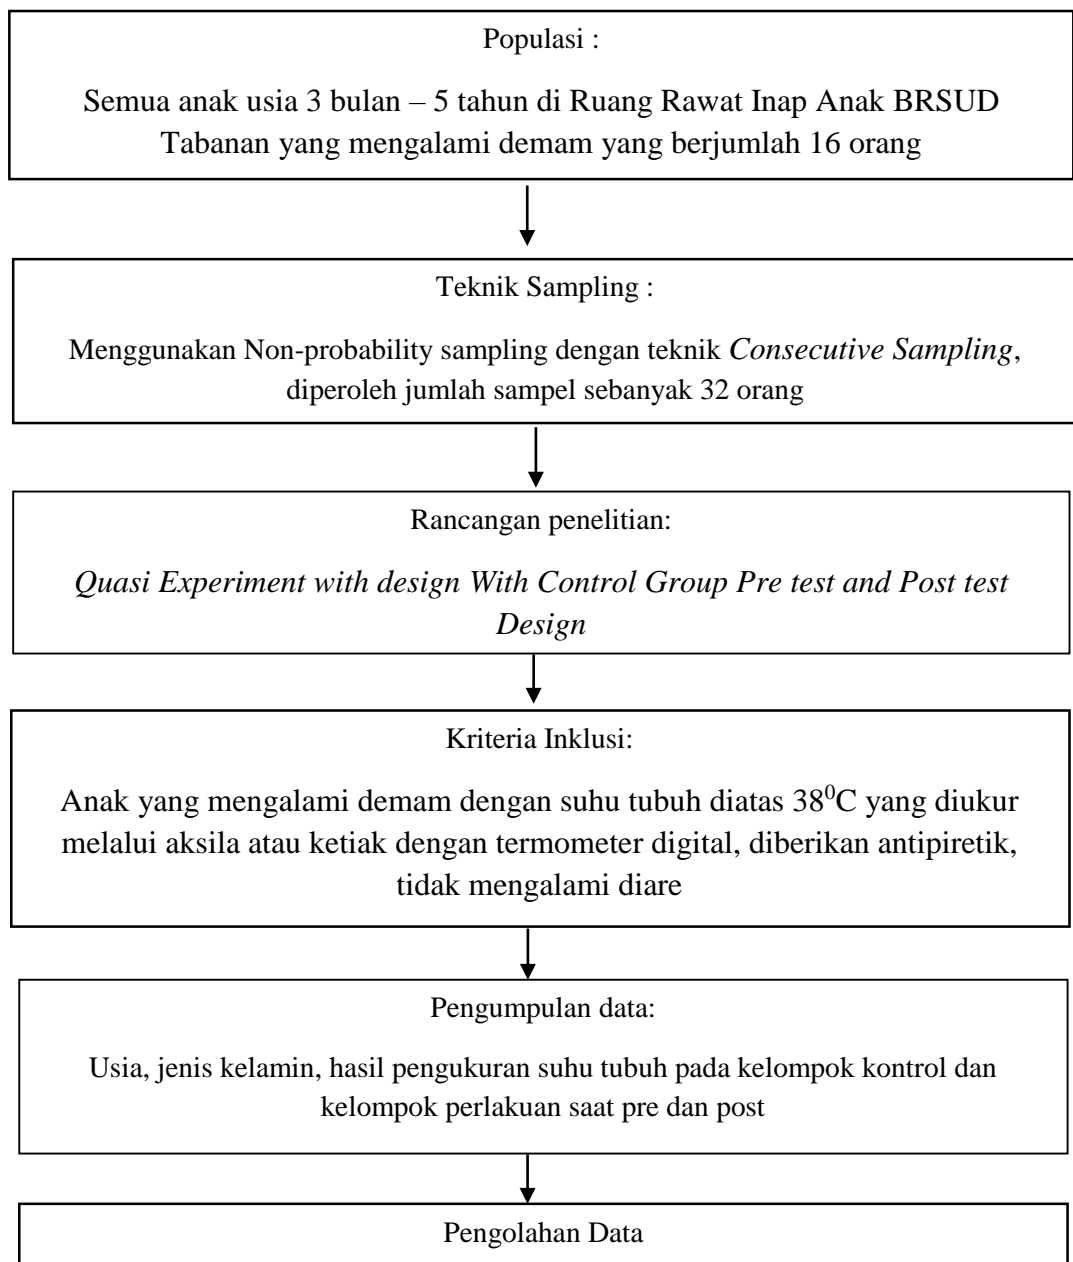 Populasi :
Semua anak usia 3 bulan – 5 tahun di Ruang Rawat Inap Anak BRSUD
Tabanan yang mengalami demam yang berjumlah 16 orang
Teknik Sampling :
Menggunakan Non-probability sampling dengan teknik Consecutive Sampling,
diperoleh jumlah sampel sebanyak 32 orang
Rancangan penelitian:
Quasi Experiment with design With Control Group Pre test and Post test
Design
Kriteria Inklusi:
Anak yang mengalami demam dengan suhu tubuh diatas 38⁰C yang diukur
melalui aksila atau ketiak dengan termometer digital, diberikan antipiretik,
tidak mengalami diare
Pengumpulan data:
Usia, jenis kelamin, hasil pengukuran suhu tubuh pada kelompok kontrol dan
kelompok perlakuan saat pre dan post
Pengolahan Data